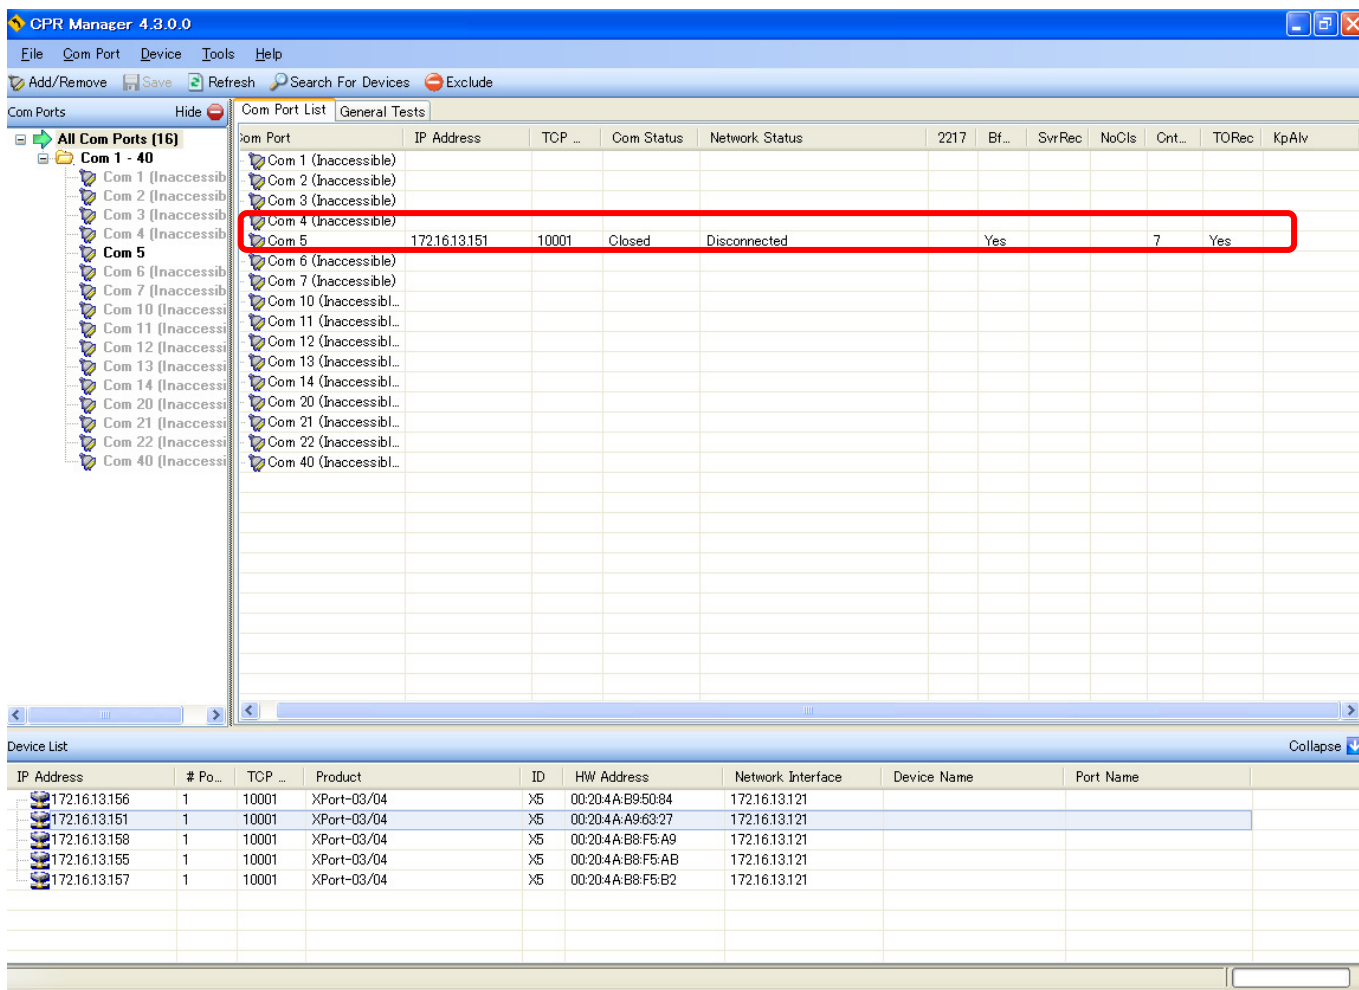 CPR Manager 4.3.0.0
File Com Port Device Tools Help
Add/Remove Save Refresh Search For Devices Exclude
Com Ports Hide
All Com Ports (16)
Com 1 - 40
Com 1 (Inaccessib
Com 2 (Inaccessib
Com 3 (Inaccessib
Com 4 (Inaccessib
Com 5
Com 6 (Inaccessib
Com 7 (Inaccessib
Com 10 (Inaccessi
Com 11 (Inaccessi
Com 12 (Inaccessi
Com 13 (Inaccessi
Com 14 (Inaccessi
Com 20 (Inaccessi
Com 21 (Inaccessi
Com 22 (Inaccessi
Com 40 (Inaccessi
Com Port List General Tests
Com Port IP Address TCP ... Com Status Network Status 2217 Bf... SvrRec NoCls Cnt... TORec KpAlv
Com 1 (Inaccessible)
Com 2 (Inaccessible)
Com 3 (Inaccessible)
Com 4 (Inaccessible)
Com 5 172.16.13.151 10001 Closed Disconnected Yes 7 Yes
Com 6 (Inaccessible)
Com 7 (Inaccessible)
Com 10 (Inaccessibl...
Com 11 (Inaccessibl...
Com 12 (Inaccessibl...
Com 13 (Inaccessibl...
Com 14 (Inaccessibl...
Com 20 (Inaccessibl...
Com 21 (Inaccessibl...
Com 22 (Inaccessibl...
Com 40 (Inaccessibl...
Device List Collapse
IP Address # Po... TCP ... Product ID HW Address Network Interface Device Name Port Name
172.16.13.156 1 10001 XPort-03/04 X5 00:20:4A:B9:50:84 172.16.13.121
172.16.13.151 1 10001 XPort-03/04 X5 00:20:4A:A9:63:27 172.16.13.121
172.16.13.158 1 10001 XPort-03/04 X5 00:20:4A:B8:F5:A9 172.16.13.121
172.16.13.155 1 10001 XPort-03/04 X5 00:20:4A:B8:F5:AB 172.16.13.121
172.16.13.157 1 10001 XPort-03/04 X5 00:20:4A:B8:F5:B2 172.16.13.121